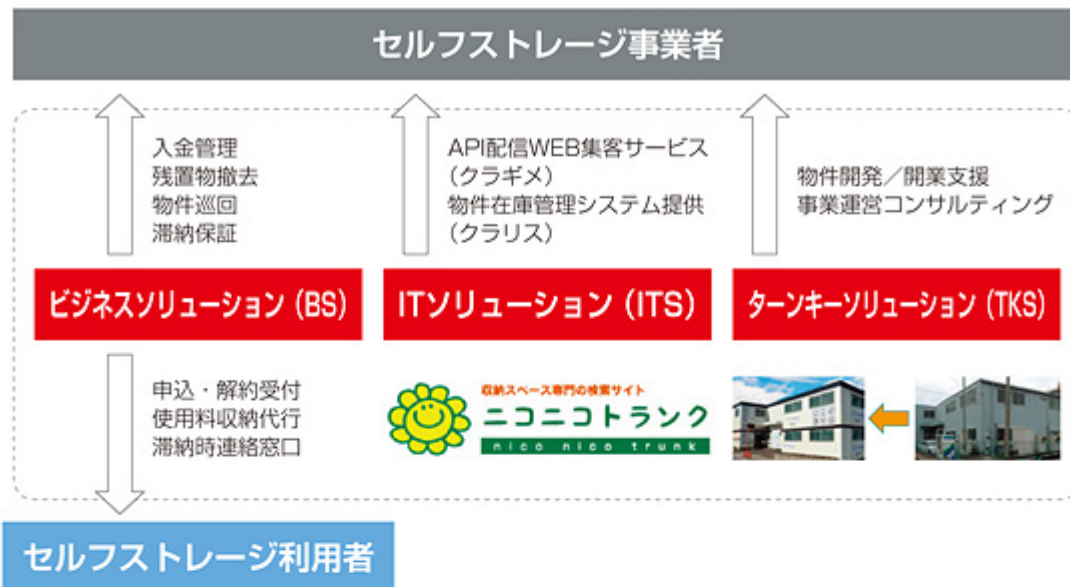 セルフストレージ事業者
入金管理
残置物撤去
物件巡回
滞納保証
API配信WEB集客サービス
(クラギメ)
物件在庫管理システム提供
(クラリス)
物件開発／開業支援
事業運営コンサルティング
ビジネスソリューション (BS)
ITソリューション (ITS)
ターンキーソリューション (TKS)
申込・解約受付
使用料収納代行
滞納時連絡窓口
収納スペース専門の検索サイト
ニコニコトランク
nico nico trunk
セルフストレージ利用者